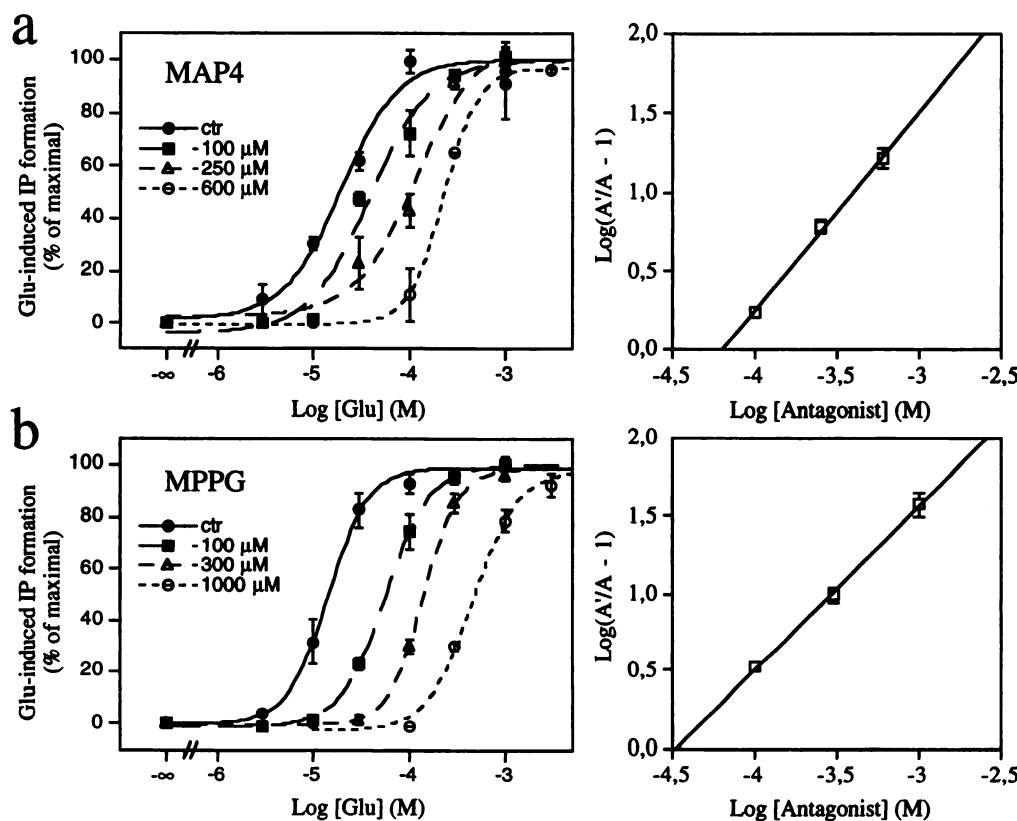 a
MAP4
ctr
-100 µM
-250 µM
-600 µM
Glu-induced IP formation
(% of maximal)
100
80
60
40
20
0
-∞
-6
-5
-4
-3
Log [Glu] (M)
Log(A'/A - 1)
2,0
1,5
1,0
0,5
0,0
-4,5
-4
-3,5
-3
-2,5
Log [Antagonist] (M)
b
MPPG
ctr
-100 µM
-300 µM
1000 µM
Glu-induced IP formation
(% of maximal)
100
80
60
40
20
0
-∞
-6
-5
-4
-3
Log [Glu] (M)
Log(A'/A - 1)
2,0
1,5
1,0
0,5
0,0
-4,5
-4
-3,5
-3
-2,5
Log [Antagonist] (M)